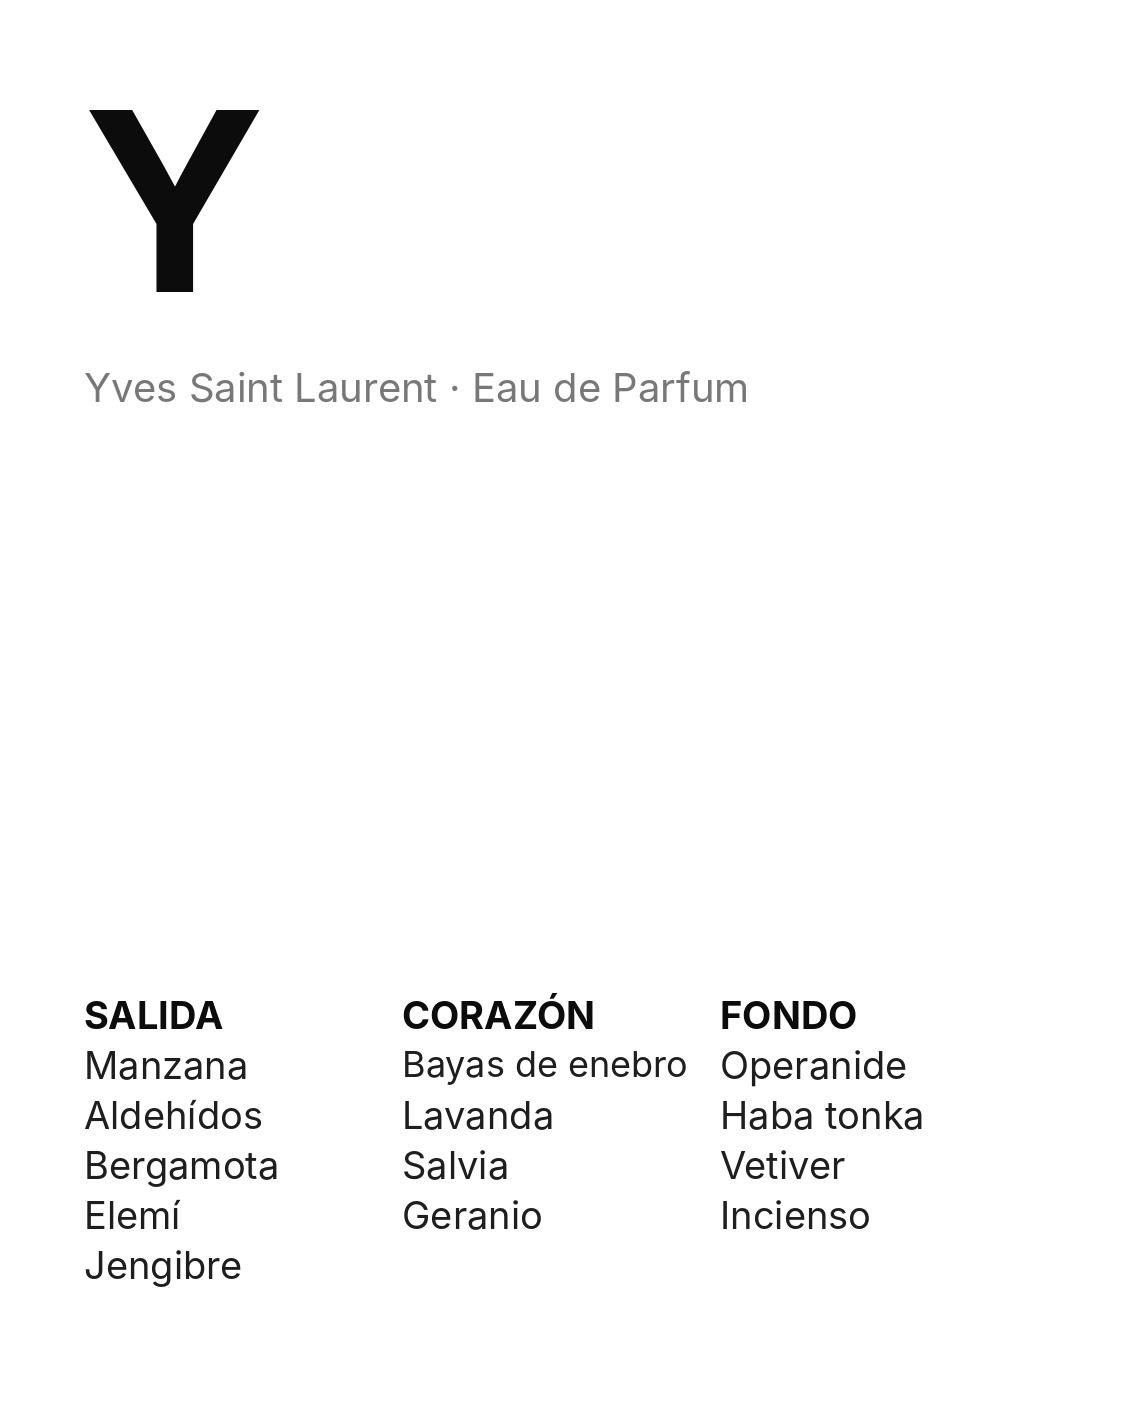 Y
Yves Saint Laurent · Eau de Parfum
SALIDA
Manzana
Aldehídos
Bergamota
Elemí
Jengibre
CORAZÓN
Bayas de enebro
Lavanda
Salvia
Geranio
FONDO
Operanide
Haba tonka
Vetiver
Incienso